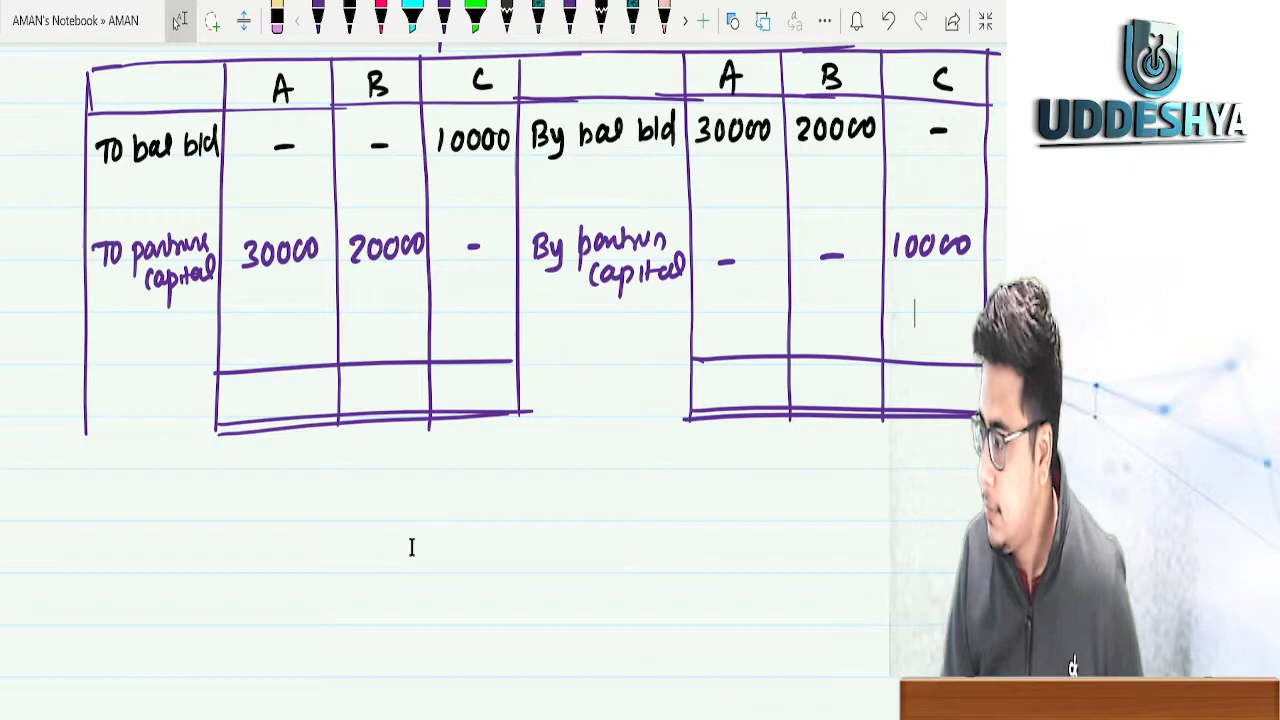 AMAN's Notebook » AMAN
UDDESHYA
A B C A B C
To bal b/d - - 10000 By bal b/d 30000 20000 -
To partners 30000 20000 - By partners - - 10000
capital capital